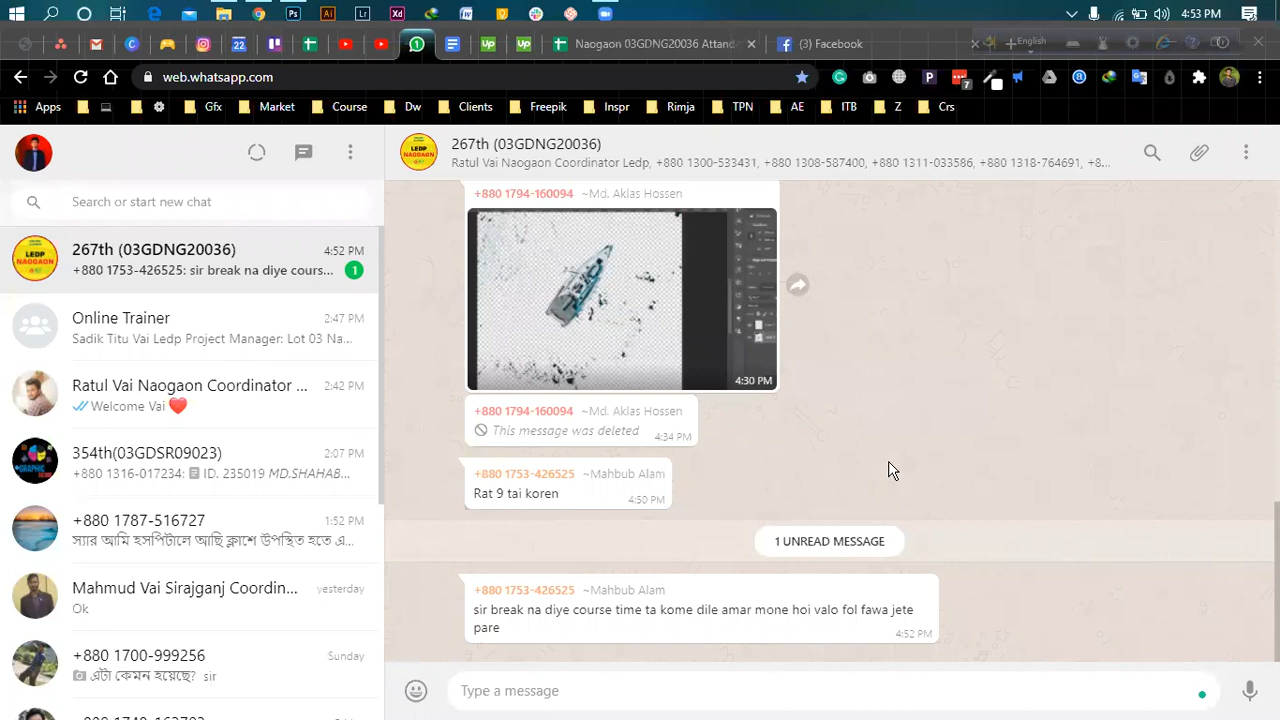 4:53 PM
Naogaon 03GDNG20036 Attand
(3) Facebook
English
web.whatsapp.com
Apps
Gfx
Market
Course
Dw
Clients
Freepik
Inspr
Rimja
TPN
AE
ITB
Z
Crs
267th (03GDNG20036)
Ratul Vai Naogaon Coordinator Ledp, +880 1300-533431, +880 1308-587400, +880 1311-033586, +880 1318-764691, +8...
Search or start new chat
267th (03GDNG20036)
4:52 PM
+880 1753-426525: sir break na diye cours...
1
Online Trainer
2:47 PM
Sadik Titu Vai Ledp Project Manager: Lot 03 Na...
Ratul Vai Naogaon Coordinator ...
2:42 PM
Welcome Vai ❤️
354th(03GDSR09023)
2:07 PM
+880 1316-017234: ID. 235019 MD.SHAHAB...
+880 1787-516727
1:52 PM
স্যার আমি হসপিটালে আছি ক্লাশে উপস্থিত হতে এ...
Mahmud Vai Sirajganj Coordin...
yesterday
Ok
+880 1700-999256
Sunday
এটা কেমন হয়েছে? sir
+880 1794-160094 ~Md. Aklas Hossen
4:30 PM
+880 1794-160094 ~Md. Aklas Hossen
This message was deleted
4:34 PM
+880 1753-426525 ~Mahbub Alam
Rat 9 tai koren
4:50 PM
1 UNREAD MESSAGE
+880 1753-426525 ~Mahbub Alam
sir break na diye course time ta kome dile amar mone hoi valo fol fawa jete
pare
4:52 PM
Type a message